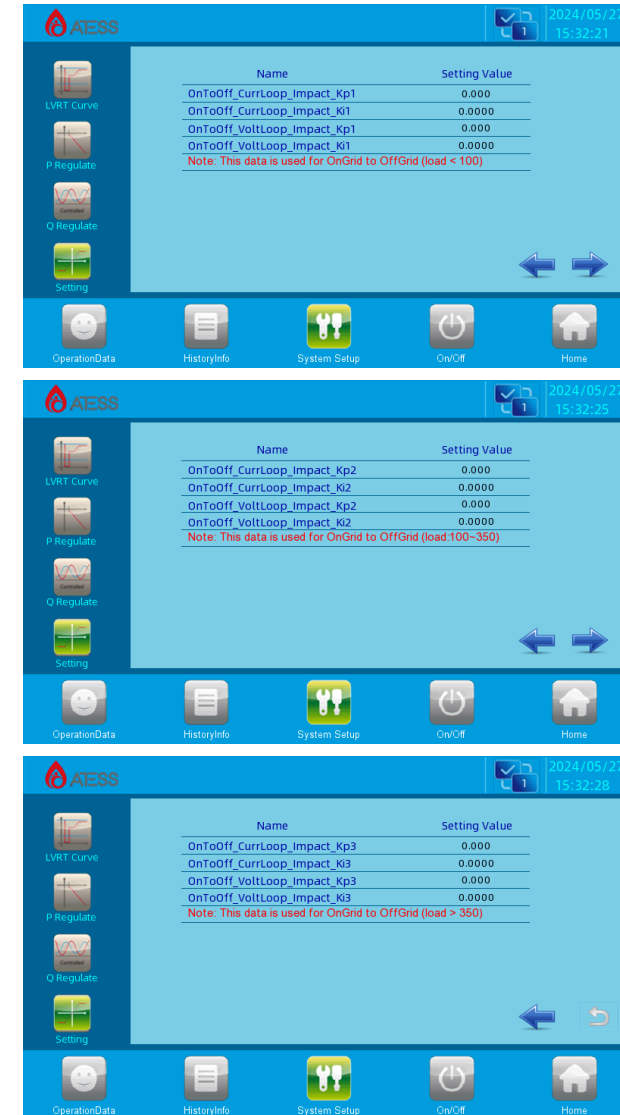 ATESS
2024/05/27
1
15:32:21
Name Setting Value
LVRT Curve
OnToOff_CurrLoop_Impact_Kp1 0.000
OnToOff_CurrLoop_Impact_Ki1 0.0000
OnToOff_VoltLoop_Impact_Kp1 0.000
OnToOff_VoltLoop_Impact_Ki1 0.0000
Note: This data is used for OnGrid to OffGrid (load < 100)
P Regulate
Controlled
Q Regulate
Setting
OperationData HistoryInfo System Setup On/Off Home
ATESS
2024/05/27
1
15:32:25
Name Setting Value
LVRT Curve
OnToOff_CurrLoop_Impact_Kp2 0.000
OnToOff_CurrLoop_Impact_Ki2 0.0000
OnToOff_VoltLoop_Impact_Kp2 0.000
OnToOff_VoltLoop_Impact_Ki2 0.0000
Note: This data is used for OnGrid to OffGrid (load:100~350)
P Regulate
Controlled
Q Regulate
Setting
OperationData HistoryInfo System Setup On/Off Home
ATESS
2024/05/27
1
15:32:28
Name Setting Value
LVRT Curve
OnToOff_CurrLoop_Impact_Kp3 0.000
OnToOff_CurrLoop_Impact_Ki3 0.0000
OnToOff_VoltLoop_Impact_Kp3 0.000
OnToOff_VoltLoop_Impact_Ki3 0.0000
Note: This data is used for OnGrid to OffGrid (load > 350)
P Regulate
Controlled
Q Regulate
Setting
OperationData HistoryInfo System Setup On/Off Home